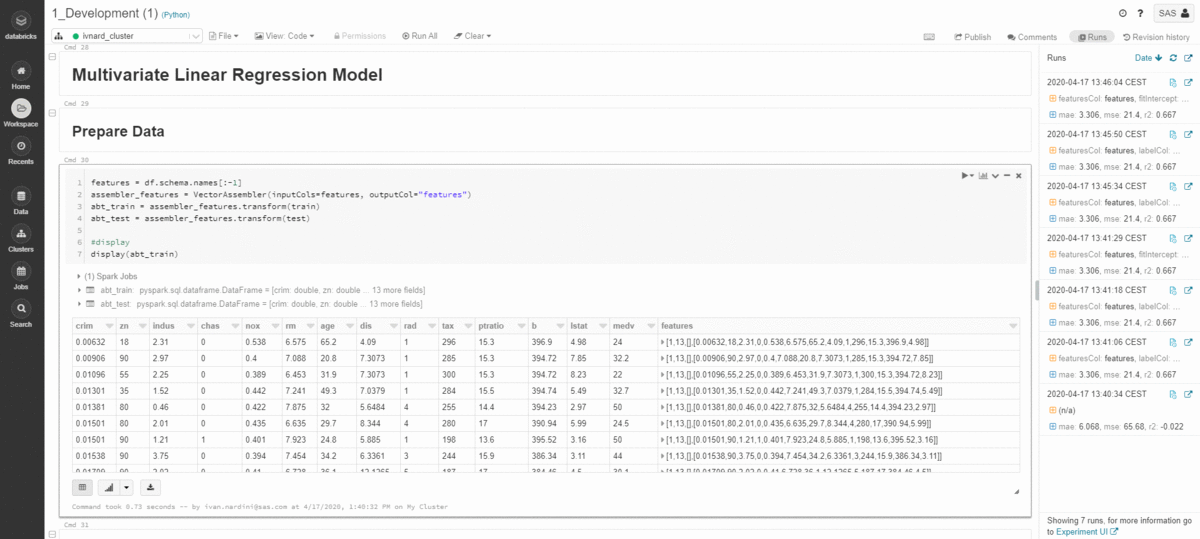 1_Development (1) (Python)
SAS
databricks
Home
Workspace
Recents
Data
Clusters
Jobs
Search
ivnard_cluster
File
View: Code
Permissions
Run All
Clear
Publish
Comments
Runs
Revision history
Cmd 28
Multivariate Linear Regression Model
Cmd 29
Prepare Data
Cmd 30
1 features = df.schema.names[:-1]
2 assembler_features = VectorAssembler(inputCols=features, outputCol="features")
3 abt_train = assembler_features.transform(train)
4 abt_test = assembler_features.transform(test)
5
6 #display
7 display(abt_train)
(1) Spark Jobs
abt_train: pyspark.sql.dataframe.DataFrame = [crim: double, zn: double ... 13 more fields]
abt_test: pyspark.sql.dataframe.DataFrame = [crim: double, zn: double ... 13 more fields]
crim zn indus chas nox rm age dis rad tax ptratio b lstat medv features
0.00632 18 2.31 0 0.538 6.575 65.2 4.09 1 296 15.3 396.9 4.98 24 [1,13,[],[0.00632,18,2.31,0,0.538,6.575,65.2,4.09,1,296,15.3,396.9,4.98]]
0.00906 90 2.97 0 0.4 7.088 20.8 7.3073 1 285 15.3 394.72 7.85 32.2 [1,13,[],[0.00906,90,2.97,0,0.4,7.088,20.8,7.3073,1,285,15.3,394.72,7.85]]
0.01096 55 2.25 0 0.389 6.453 31.9 7.3073 1 300 15.3 394.72 8.23 22 [1,13,[],[0.01096,55,2.25,0,0.389,6.453,31.9,7.3073,1,300,15.3,394.72,8.23]]
0.01301 35 1.52 0 0.442 7.241 49.3 7.0379 1 284 15.5 394.74 5.49 32.7 [1,13,[],[0.01301,35,1.52,0,0.442,7.241,49.3,7.0379,1,284,15.5,394.74,5.49]]
0.01381 80 0.46 0 0.422 7.875 32 5.6484 4 255 14.4 394.23 2.97 50 [1,13,[],[0.01381,80,0.46,0,0.422,7.875,32,5.6484,4,255,14.4,394.23,2.97]]
0.01501 80 2.01 0 0.435 6.635 29.7 8.344 4 280 17 390.94 5.99 24.5 [1,13,[],[0.01501,80,2.01,0,0.435,6.635,29.7,8.344,4,280,17,390.94,5.99]]
0.01501 90 1.21 1 0.401 7.923 24.8 5.885 1 198 13.6 395.52 3.16 50 [1,13,[],[0.01501,90,1.21,1,0.401,7.923,24.8,5.885,1,198,13.6,395.52,3.16]]
0.01538 90 3.75 0 0.394 7.454 34.2 6.3361 3 244 15.9 386.34 3.11 44 [1,13,[],[0.01538,90,3.75,0,0.394,7.454,34.2,6.3361,3,244,15.9,386.34,3.11]]
Command took 0.73 seconds -- by ivan.nardini@sas.com at 4/17/2020, 1:40:32 PM on My Cluster
Cmd 31
Runs
Date
2020-04-17 13:46:04 CEST
featuresCol: features, fitIntercept: ...
mae: 3.306, mse: 21.4, r2: 0.667
2020-04-17 13:45:50 CEST
featuresCol: features, labelCol: ...
mae: 3.306, mse: 21.4, r2: 0.667
2020-04-17 13:45:34 CEST
featuresCol: features, labelCol: ...
mae: 3.306, mse: 21.4, r2: 0.667
2020-04-17 13:41:29 CEST
featuresCol: features, fitIntercept: ...
mae: 3.306, mse: 21.4, r2: 0.667
2020-04-17 13:41:18 CEST
featuresCol: features, labelCol: ...
mae: 3.306, mse: 21.4, r2: 0.667
2020-04-17 13:41:06 CEST
featuresCol: features, labelCol: ...
mae: 3.306, mse: 21.4, r2: 0.667
2020-04-17 13:40:34 CEST
(n/a)
mae: 6.068, mse: 65.68, r2: -0.022
Showing 7 runs, for more information go
to Experiment UI